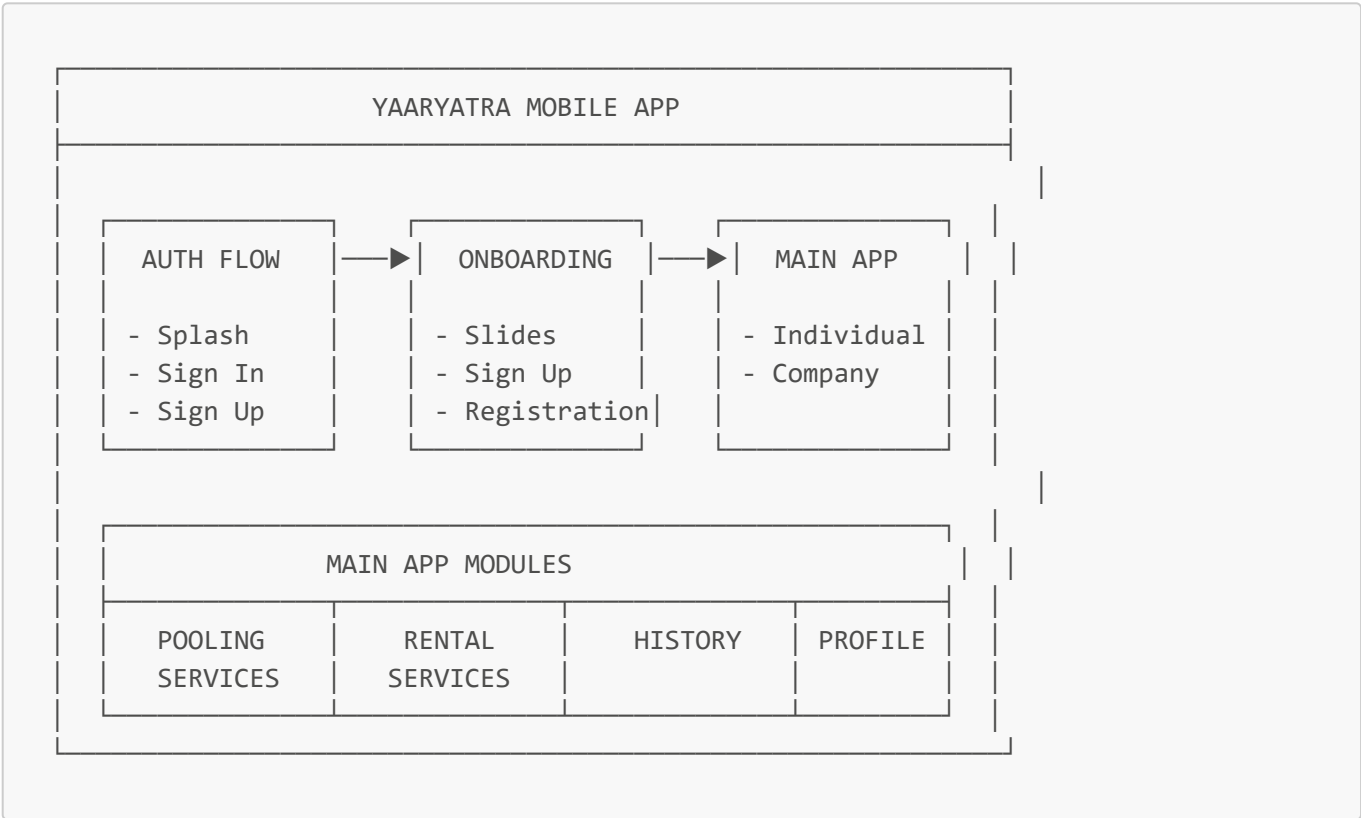 YAARYATRA MOBILE APP
AUTH FLOW ONBOARDING MAIN APP
- Splash - Slides - Individual
- Sign In - Sign Up - Company
- Sign Up - Registration
MAIN APP MODULES
POOLING RENTAL HISTORY PROFILE
SERVICES SERVICES